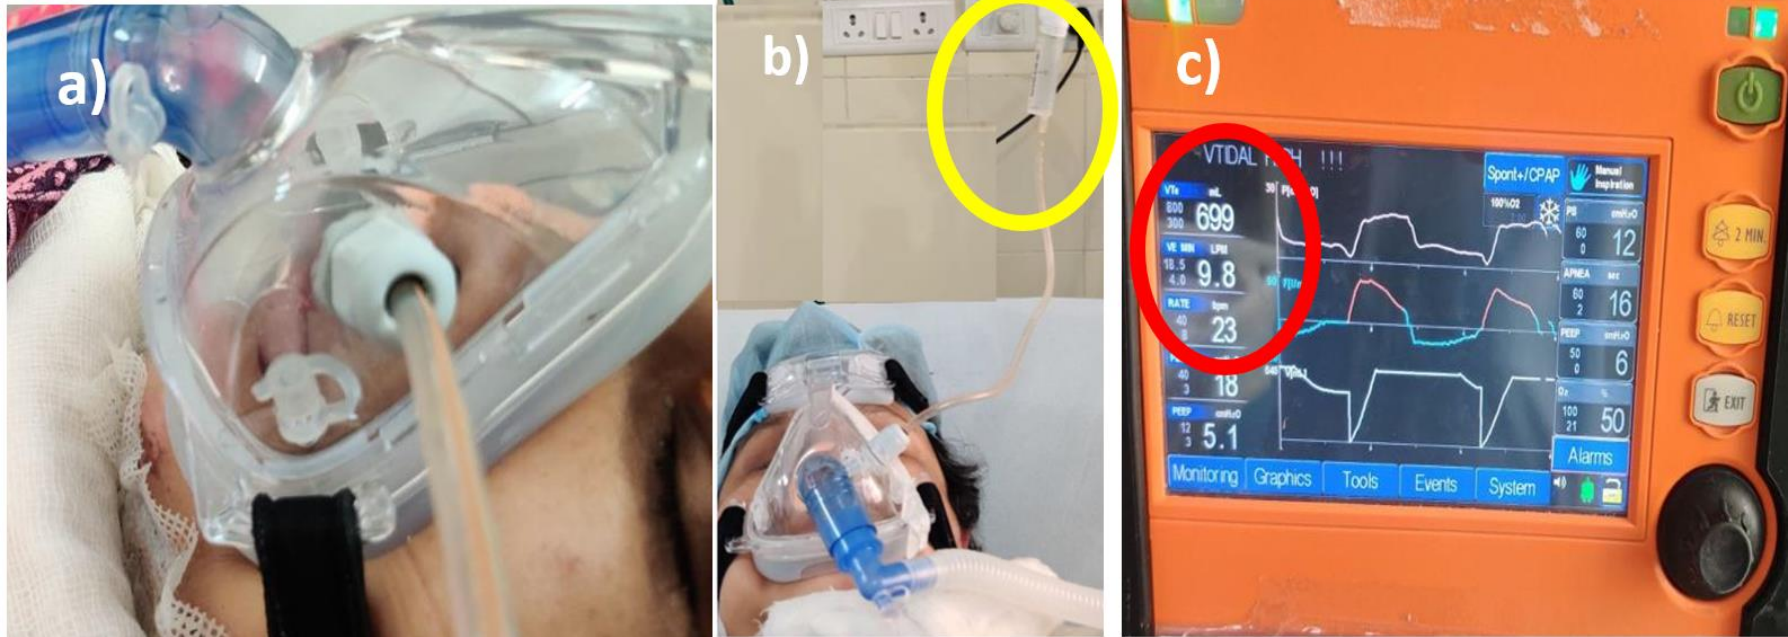 a)
b)
c)
VTIDAL HIGH !!!
Spont+/CPAP
Manual
Inspiration
100%O2
VTe mL
800
300
699
VE MIN LPM
18.5
4.0
9.8
RATE bpm
40
23
40
3
18
PEEP cmH2O
12
3
5.1
30
PS cmH2O
60
0
12
APNEA sec
60
2
16
PEEP cmH2O
50
0
6
O2 %
100
21
50
Alarms
Monitoring
Graphics
Tools
Events
System
2 MIN.
RESET
EXIT